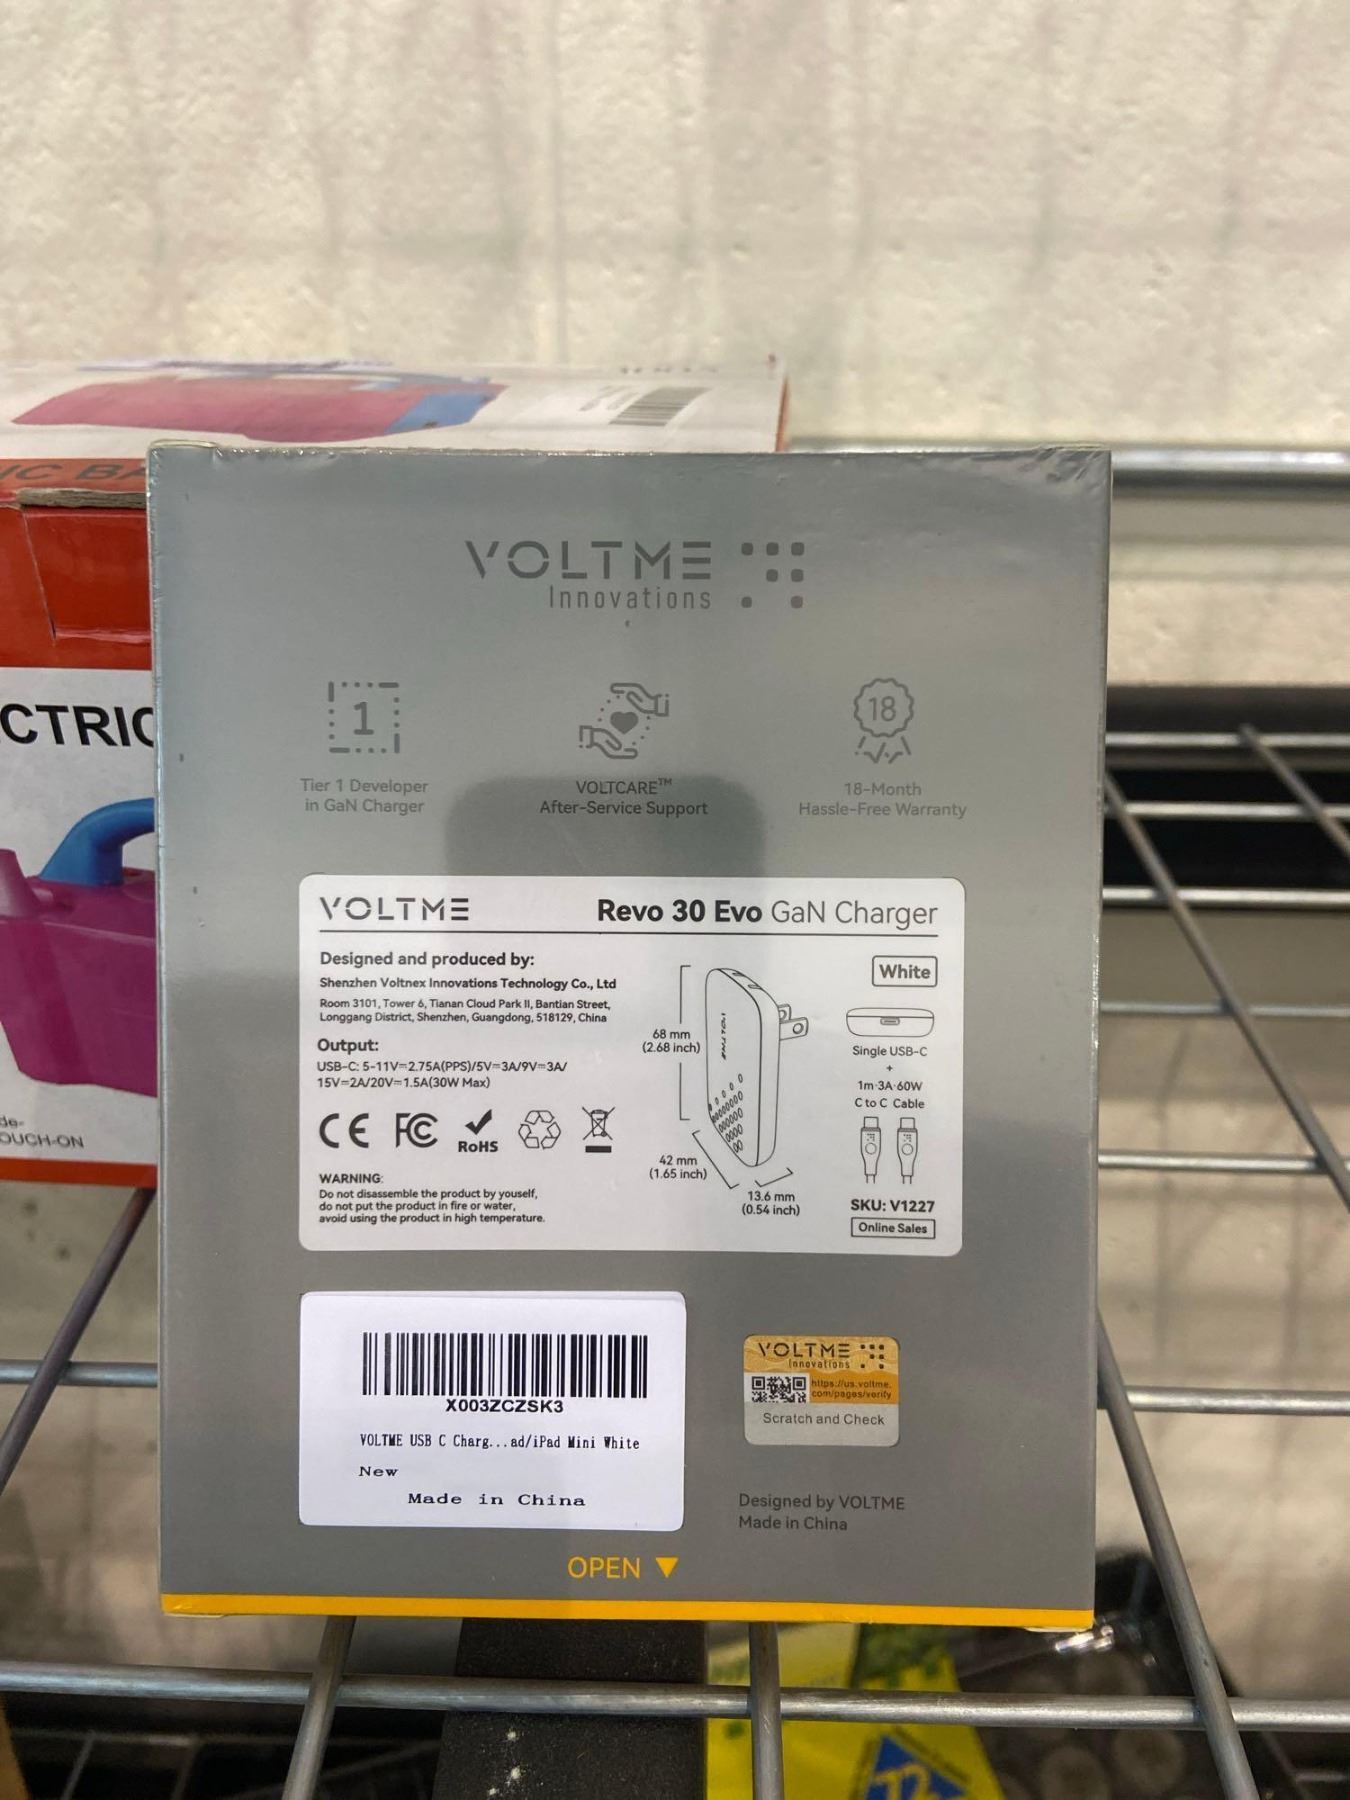 IC BA
CTRIC
de-
OUCH-ON
VOLTME
Innovations
1
Tier 1 Developer
in GaN Charger
VOLTCARE™
After-Service Support
18
18-Month
Hassle-Free Warranty
VOLTME
Revo 30 Evo GaN Charger
Designed and produced by:
Shenzhen Voltnex Innovations Technology Co., Ltd
Room 3101, Tower 6, Tianan Cloud Park II, Bantian Street,
Longgang District, Shenzhen, Guangdong, 518129, China
Output:
USB-C: 5-11V⎓2.75A(PPS)/5V⎓3A/9V⎓3A/
15V⎓2A/20V⎓1.5A(30W Max)
CE FC RoHS
WARNING:
Do not disassemble the product by youself,
do not put the product in fire or water,
avoid using the product in high temperature.
VOLTME
68 mm
(2.68 inch)
42 mm
(1.65 inch)
13.6 mm
(0.54 inch)
White
Single USB-C
+
1m·3A·60W
C to C Cable
SKU: V1227
Online Sales
X003ZCZSK3
VOLTME USB C Charg...ad/iPad Mini White
New
Made in China
VOLTME
Innovations
https://us.voltme.
com/pages/verify
Scratch and Check
Designed by VOLTME
Made in China
OPEN ▼